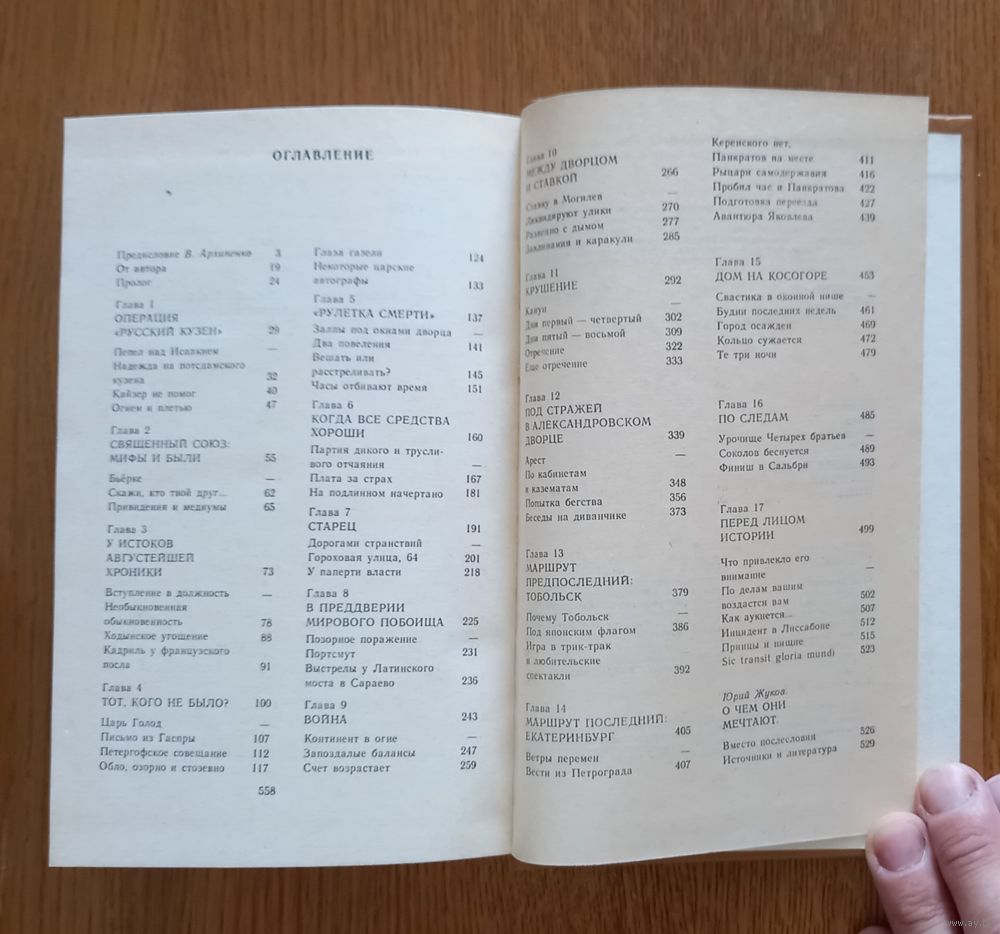 ОГЛАВЛЕНИЕ
Предисловие В. Архипенко 3
От автора 19
Пролог 24
Глава 1
ОПЕРАЦИЯ
«РУССКИЙ КУЗЕН» 29
Пепел над Исаакием —
Надежда на потсдамского
кузена 32
Кайзер не помог 40
Огнем и плетью 47
Глава 2
СВЯЩЕННЫЙ СОЮЗ:
МИФЫ И БЫЛИ 55
Бьёрке —
Скажи, кто твой друг... 62
Привидения и медиумы 65
Глава 3
У ИСТОКОВ
АВГУСТЕЙШЕЙ
ХРОНИКИ 73
Вступление в должность —
Необыкновенная
обыкновенность 78
Ходынское угощение 88
Кадриль у французского
посла 91
Глава 4
ТОТ, КОГО НЕ БЫЛО? 100
Царь Голод —
Письмо из Гаспры 107
Петергофское совещание 112
Обло, озорно и стозевно 117
558
Глаза газели 124
Некоторые царские
автографы 133
Глава 5
«РУЛЕТКА СМЕРТИ» 137
Залпы под окнами дворца —
Два повеления 141
Вешать или
расстреливать? 145
Часы отбивают время 151
Глава 6
КОГДА ВСЕ СРЕДСТВА
ХОРОШИ 160
Партия дикого и трусли-
вого отчаяния —
Плата за страх 167
На подлинном начертано 181
Глава 7
СТАРЕЦ 191
Дорогами странствий —
Гороховая улица, 64 201
У паперти власти 218
Глава 8
В ПРЕДДВЕРИИ
МИРОВОГО ПОБОИЩА 225
Позорное поражение —
Портсмут 231
Выстрелы у Латинского
моста в Сараево 236
Глава 9
ВОЙНА 243
Континент в огне —
Запоздалые балансы 247
Счет возрастает 259
Глава 10
МЕЖДУ ДВОРЦОМ
И СТАВКОЙ 266
Ставку в Могилев —
Ликвидируют улики 270
Развеяно с дымом 277
Заклинания и каракули 285
Глава 11
КРУШЕНИЕ 292
Кануи —
Дни первый — четвертый 302
Дни пятый — восьмой 309
Отречение 322
Еще отречение 333
Глава 12
ПОД СТРАЖЕЙ
В АЛЕКСАНДРОВСКОМ
ДВОРЦЕ 339
Арест —
По кабинетам
и казематам 348
Попытка бегства 356
Беседы на диванчике 373
Глава 13
МАРШРУТ
ПРЕДПОСЛЕДНИЙ:
ТОБОЛЬСК 379
Почему Тобольск —
Под японским флагом 386
Игра в трик-трак
и любительские
спектакли 392
Глава 14
МАРШРУТ ПОСЛЕДНИЙ:
ЕКАТЕРИНБУРГ 405
Ветры перемен —
Вести из Петрограда 407
Керенского нет,
Панкратов на месте 411
Рыцари самодержавия 416
Пробил час и Панкратова 422
Подготовка переезда 427
Авантюра Яковлева 439
Глава 15
ДОМ НА КОСОГОРЕ 453
Свастика в оконной нише —
Будни последних недель 461
Город осажден 469
Кольцо сужается 472
Те три ночи 479
Глава 16
ПО СЛЕДАМ 485
Урочище Четырех братьев —
Соколов беснуется 489
Финиш в Сальбри 493
Глава 17
ПЕРЕД ЛИЦОМ
ИСТОРИИ 499
Что привлекло его
внимание —
По делам вашим
воздастся вам 502
Как аукнется... 507
Инцидент в Лиссабоне 512
Принцы и нищие 515
Sic transit gloria mundi 523
Юрий Жуков.
О ЧЕМ ОНИ
МЕЧТАЮТ. 526
Вместо послесловия
Источники и литература 529